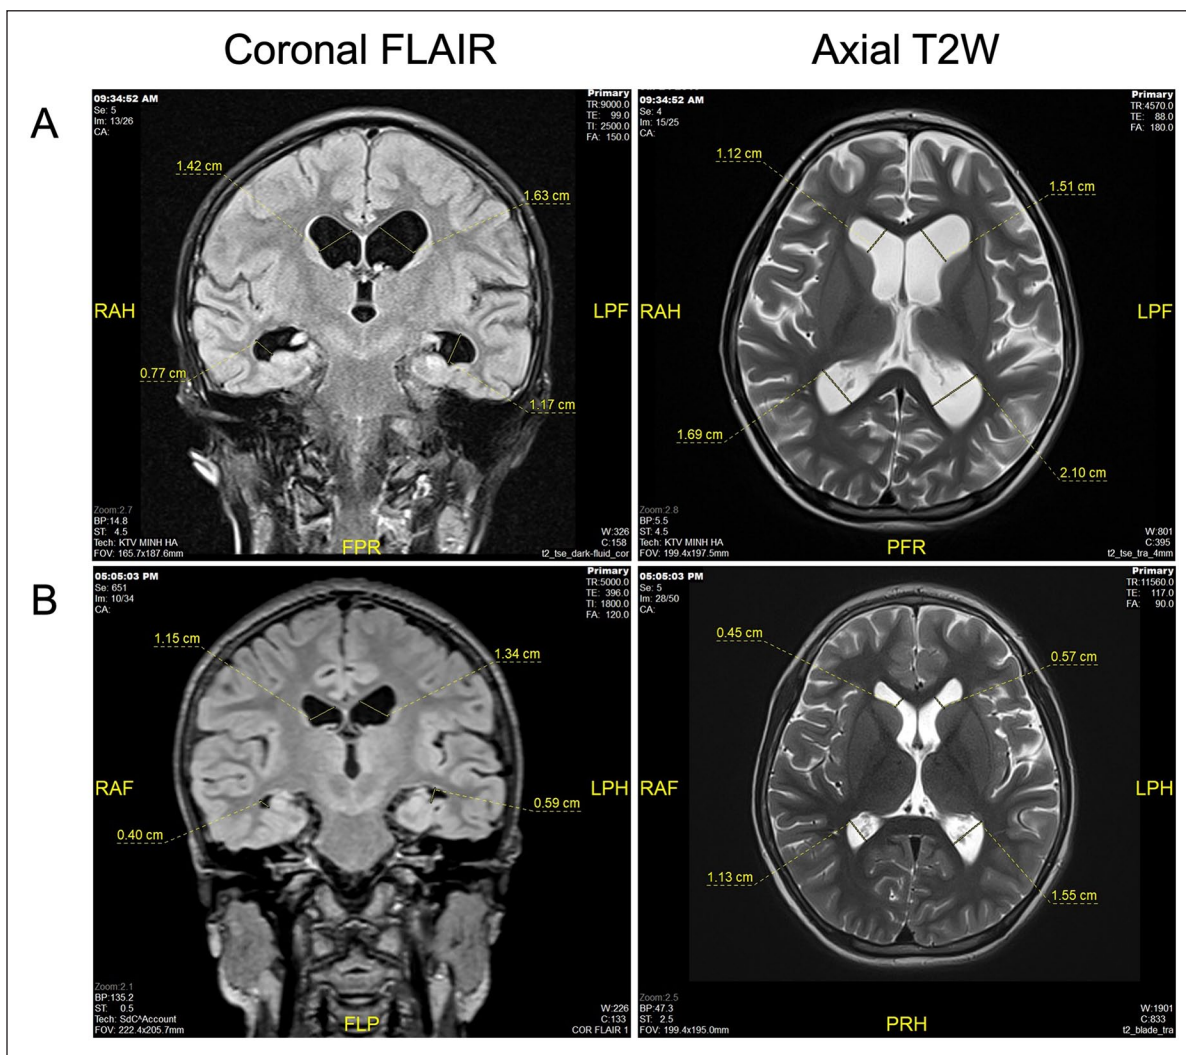 Coronal FLAIR
Axial T2W
A
09:34:52 AM
Se: 5
Im: 13/26
CA:
Primary
TR:9000.0
TE: 99.0
TI: 2500.0
FA: 150.0
1.42 cm
1.63 cm
RAH
LPF
0.77 cm
1.17 cm
Zoom:2.7
BP:14.8
ST: 4.5
Tech: KTV MINH HA
FOV: 165.7x187.6mm
FPR
W:326
C:158
t2_tse_dark-fluid_cor
09:34:52 AM
Se: 4
Im: 15/25
CA:
Primary
TR:4570.0
TE: 88.0
FA: 180.0
1.12 cm
1.51 cm
RAH
LPF
1.69 cm
2.10 cm
Zoom:2.8
BP:5.5
ST: 4.5
Tech: KTV MINH HA
FOV: 199.4x197.5mm
PFR
W:801
C:395
t2_tse_tra_4mm
B
05:05:03 PM
Se: 651
Im: 10/34
CA:
Primary
TR:5000.0
TE: 396.0
TI: 1800.0
FA: 120.0
1.15 cm
1.34 cm
RAF
LPH
0.59 cm
0.40 cm
Zoom:2.1
BP:135.2
ST: 0.5
Tech: SdC^Account
FOV: 222.4x205.7mm
FLP
W:226
C:133
COR FLAIR 1
05:05:03 PM
Se: 5
Im: 28/50
CA:
Primary
TR:11560.0
TE: 117.0
FA: 90.0
0.45 cm
0.57 cm
RAF
LPH
1.13 cm
1.55 cm
Zoom:2.5
BP:47.3
ST: 2.5
FOV: 199.4x195.0mm
PRH
W:1901
C:833
t2_blade_tra